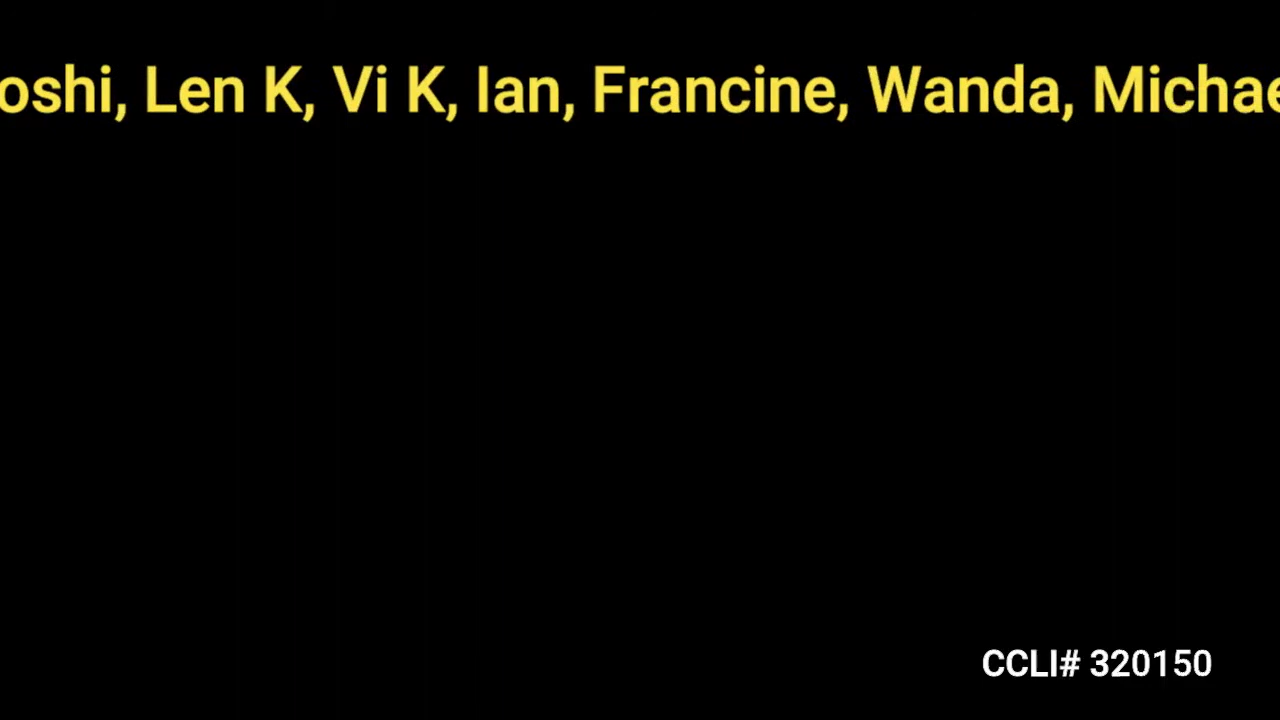 oshi, Len K, Vi K, Ian, Francine, Wanda, Michae
CCLI# 320150